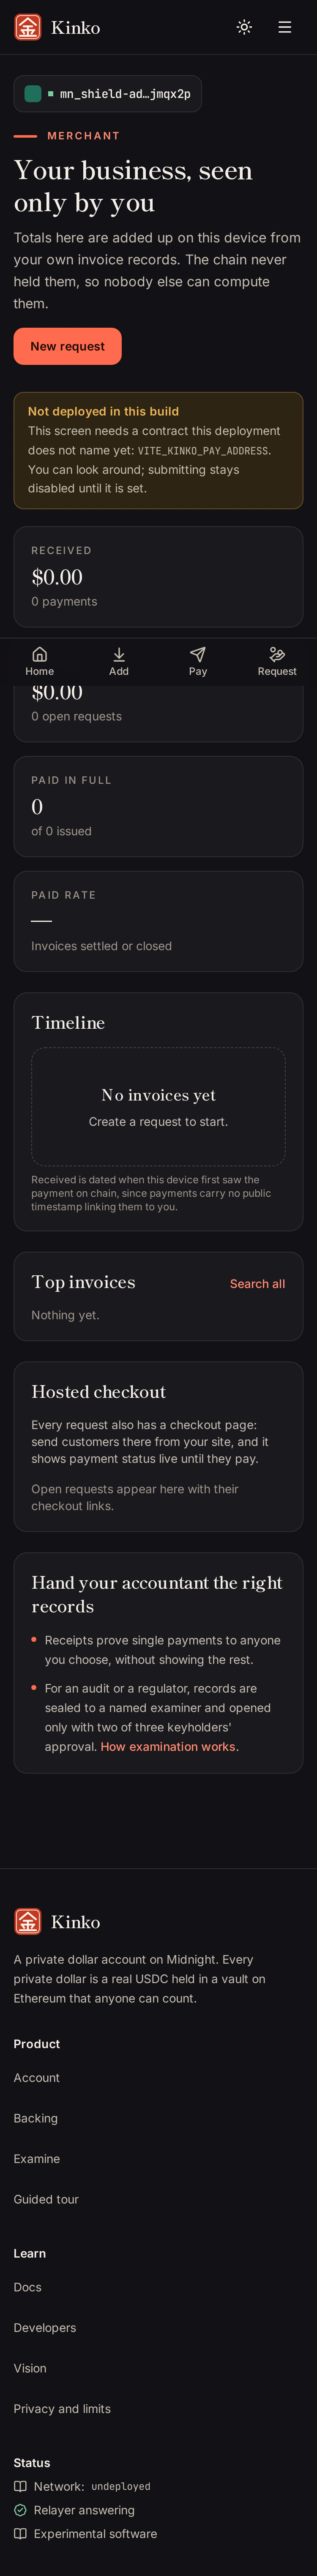 金
Kinko
mn_shield-ad…jmqx2p
MERCHANT
Your business, seen
only by you
Totals here are added up on this device from
your own invoice records. The chain never
held them, so nobody else can compute
them.
New request
Not deployed in this build
This screen needs a contract this deployment
does not name yet: VITE_KINKO_PAY_ADDRESS.
You can look around; submitting stays
disabled until it is set.
RECEIVED
$0.00
0 payments
Home Add Pay Request
$0.00
0 open requests
PAID IN FULL
0
of 0 issued
PAID RATE
—
Invoices settled or closed
Timeline
No invoices yet
Create a request to start.
Received is dated when this device first saw the
payment on chain, since payments carry no public
timestamp linking them to you.
Top invoices
Search all
Nothing yet.
Hosted checkout
Every request also has a checkout page:
send customers there from your site, and it
shows payment status live until they pay.
Open requests appear here with their
checkout links.
Hand your accountant the right
records
Receipts prove single payments to anyone
you choose, without showing the rest.
For an audit or a regulator, records are
sealed to a named examiner and opened
only with two of three keyholders'
approval. How examination works.
金
Kinko
A private dollar account on Midnight. Every
private dollar is a real USDC held in a vault on
Ethereum that anyone can count.
Product
Account
Backing
Examine
Guided tour
Learn
Docs
Developers
Vision
Privacy and limits
Status
Network: undeployed
Relayer answering
Experimental software